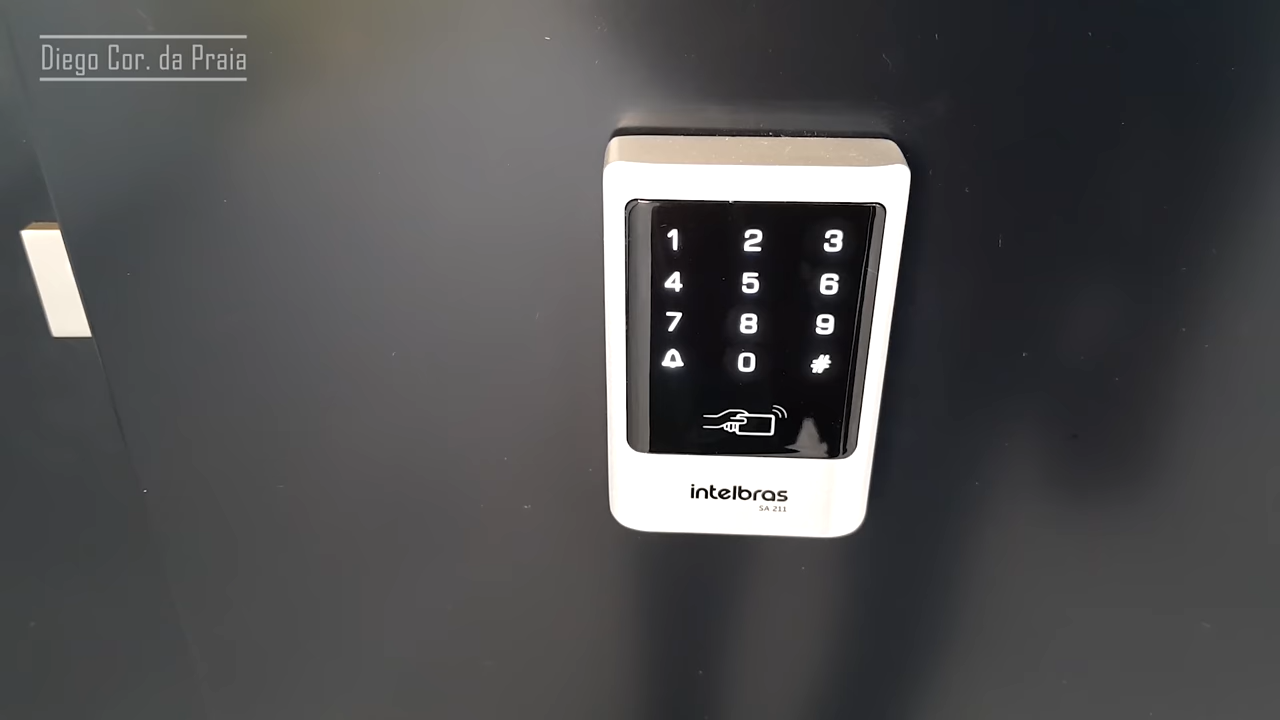 Diego Cor. da Praia
1 2 3
4 5 6
7 8 9
0 #
intelbras
SA 211